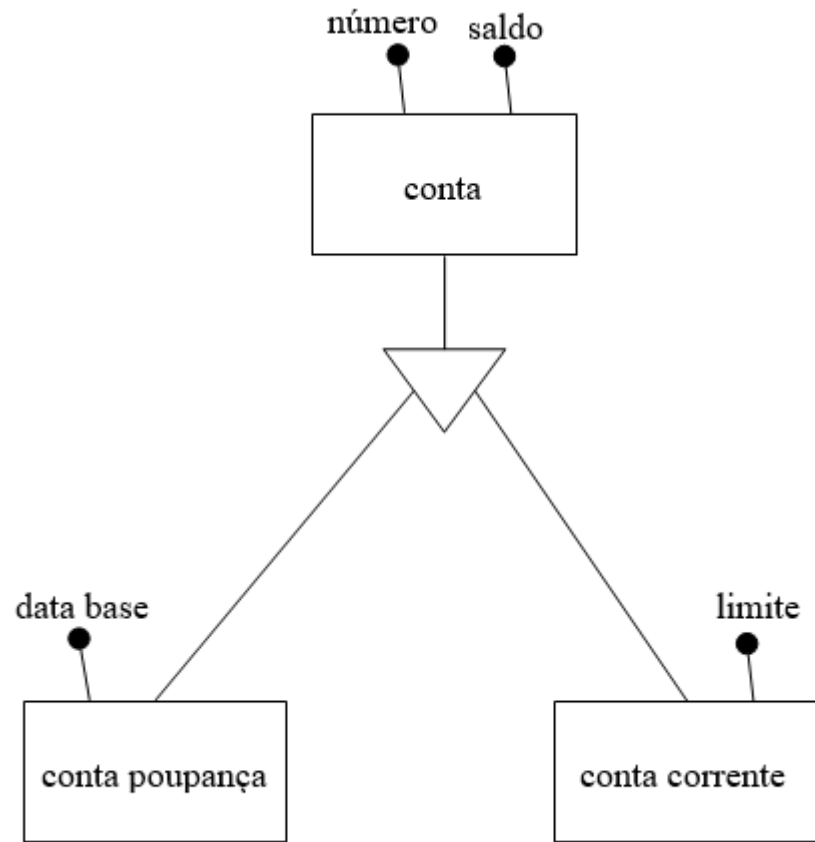 número
saldo
conta
data base
limite
conta poupança
conta corrente